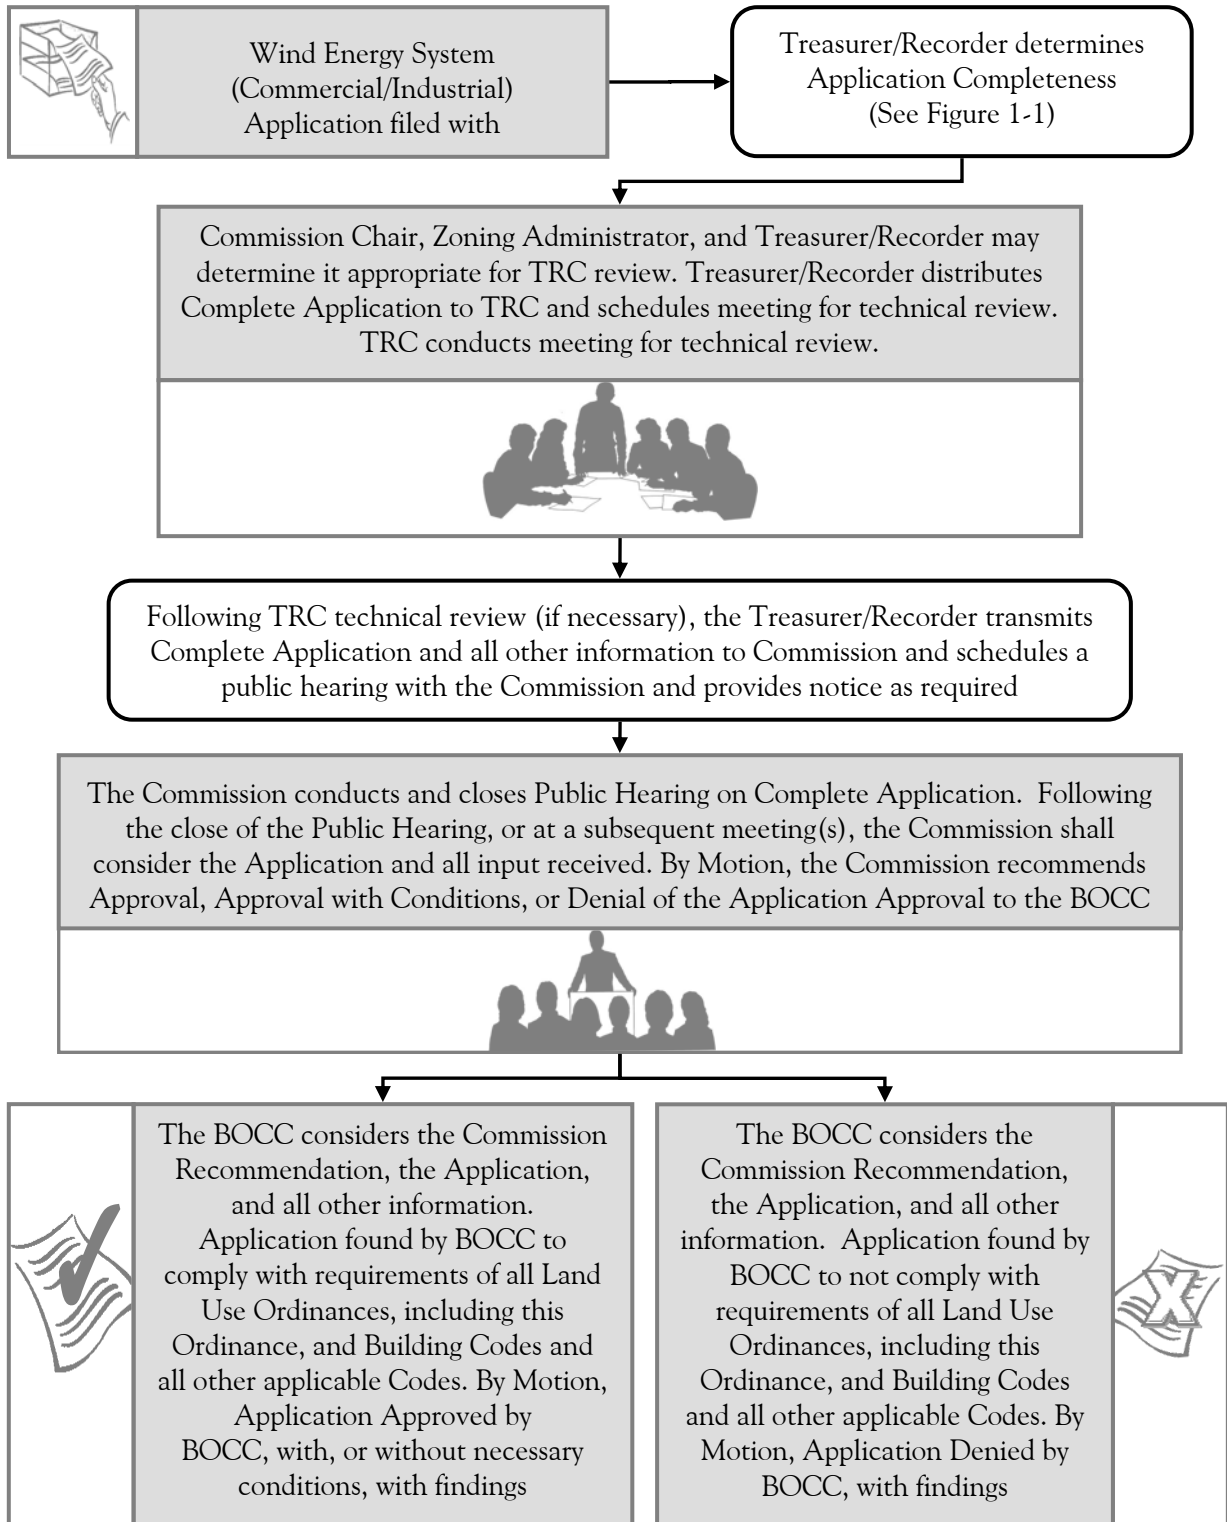 Wind Energy System
(Commercial/Industrial)
Application filed with
Treasurer/Recorder determines
Application Completeness
(See Figure 1-1)
Commission Chair, Zoning Administrator, and Treasurer/Recorder may
determine it appropriate for TRC review. Treasurer/Recorder distributes
Complete Application to TRC and schedules meeting for technical review.
TRC conducts meeting for technical review.
Following TRC technical review (if necessary), the Treasurer/Recorder transmits
Complete Application and all other information to Commission and schedules a
public hearing with the Commission and provides notice as required
The Commission conducts and closes Public Hearing on Complete Application. Following
the close of the Public Hearing, or at a subsequent meeting(s), the Commission shall
consider the Application and all input received. By Motion, the Commission recommends
Approval, Approval with Conditions, or Denial of the Application Approval to the BOCC
The BOCC considers the Commission
Recommendation, the Application,
and all other information.
Application found by BOCC to
comply with requirements of all Land
Use Ordinances, including this
Ordinance, and Building Codes and
all other applicable Codes. By Motion,
Application Approved by
BOCC, with, or without necessary
conditions, with findings
The BOCC considers the
Commission Recommendation,
the Application, and all other
information. Application found by
BOCC to not comply with
requirements of all Land Use
Ordinances, including this
Ordinance, and Building Codes
and all other applicable Codes. By
Motion, Application Denied by
BOCC, with findings
X